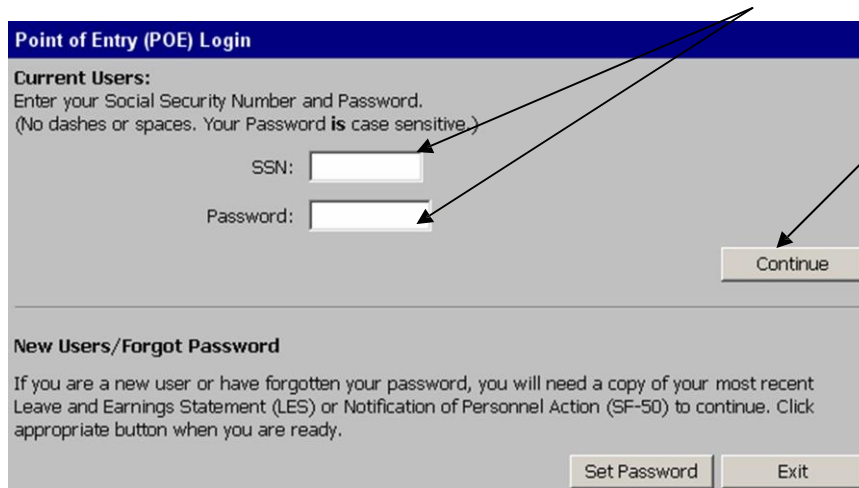 Point of Entry (POE) Login
Current Users:
Enter your Social Security Number and Password.
(No dashes or spaces. Your Password is case sensitive.)
SSN:
Password:
Continue
New Users/Forgot Password
If you are a new user or have forgotten your password, you will need a copy of your most recent
Leave and Earnings Statement (LES) or Notification of Personnel Action (SF-50) to continue. Click
appropriate button when you are ready.
Set Password Exit